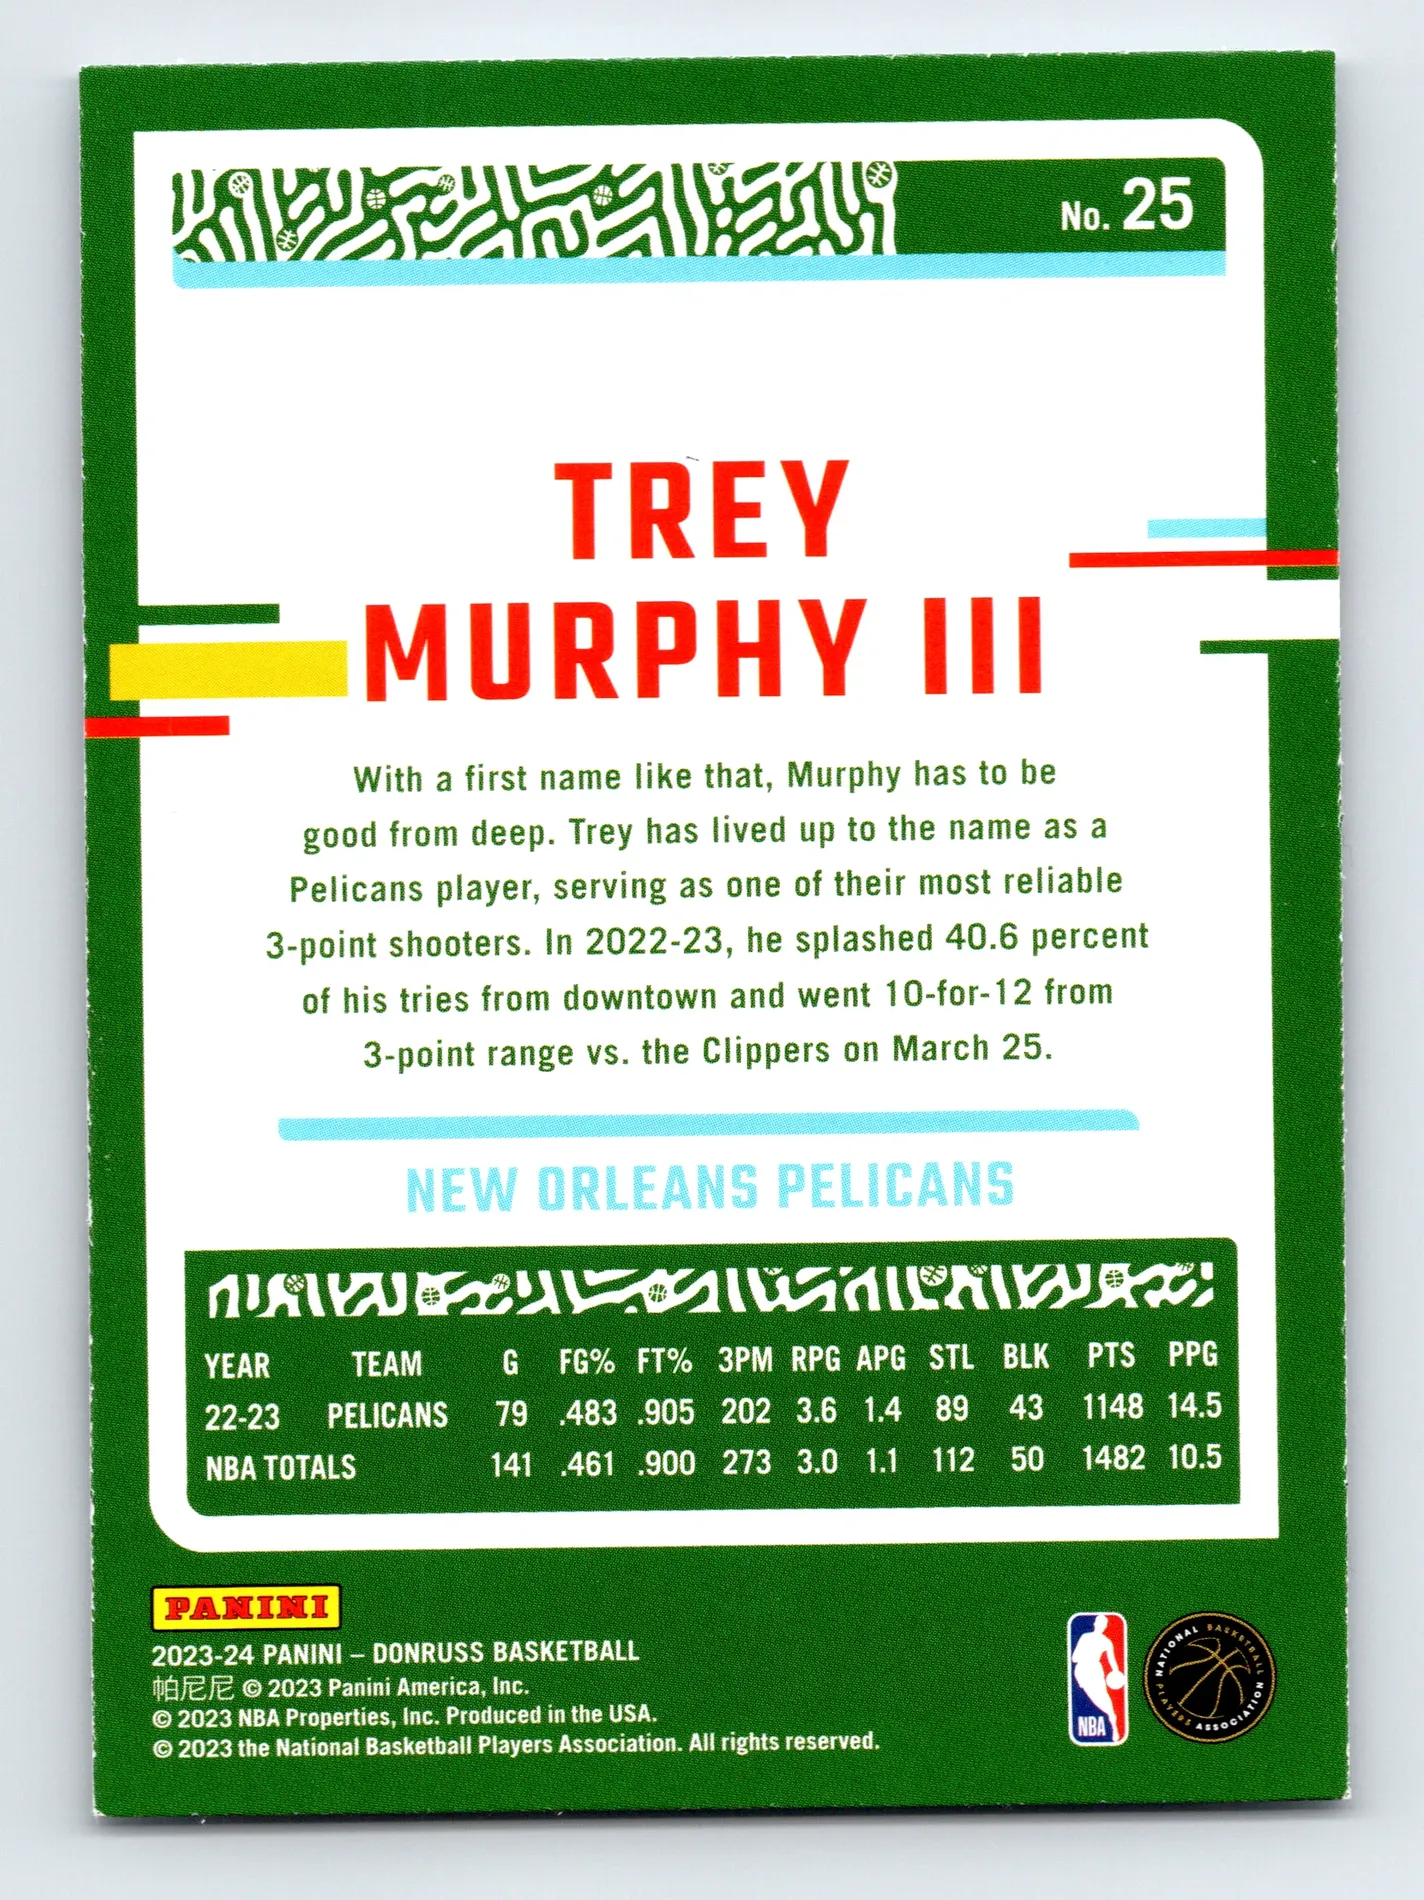 No. 25
TREY
MURPHY III
With a first name like that, Murphy has to be
good from deep. Trey has lived up to the name as a
Pelicans player, serving as one of their most reliable
3-point shooters. In 2022-23, he splashed 40.6 percent
of his tries from downtown and went 10-for-12 from
3-point range vs. the Clippers on March 25.
NEW ORLEANS PELICANS
YEAR TEAM G FG% FT% 3PM RPG APG STL BLK PTS PPG
22-23 PELICANS 79 .483 .905 202 3.6 1.4 89 43 1148 14.5
NBA TOTALS 141 .461 .900 273 3.0 1.1 112 50 1482 10.5
PANINI
2023-24 PANINI – DONRUSS BASKETBALL
帕尼尼 © 2023 Panini America, Inc.
© 2023 NBA Properties, Inc. Produced in the USA.
© 2023 the National Basketball Players Association. All rights reserved.
NBA
NATIONAL BASKETBALL PLAYERS ASSOCIATION